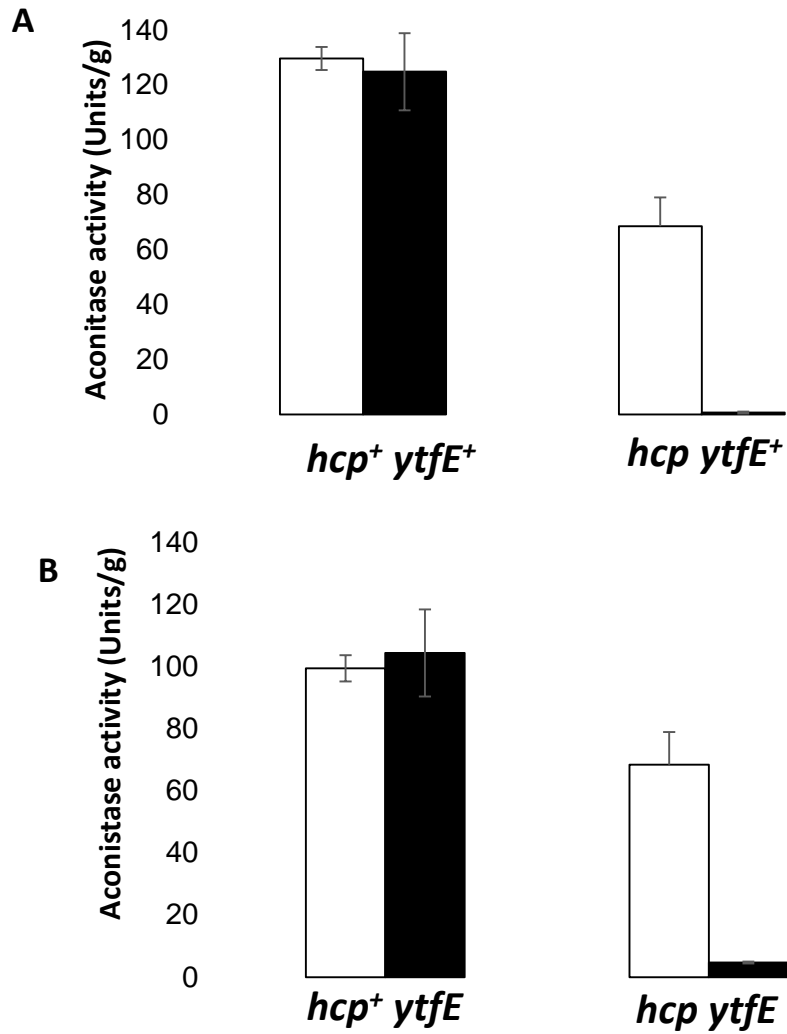 A
Aconitase activity (Units/g)
140
120
100
80
60
40
20
0
hcp⁺ ytfE⁺
hcp ytfE⁺
B
Aconistase activity (Units/g)
140
120
100
80
60
40
20
0
hcp⁺ ytfE
hcp ytfE